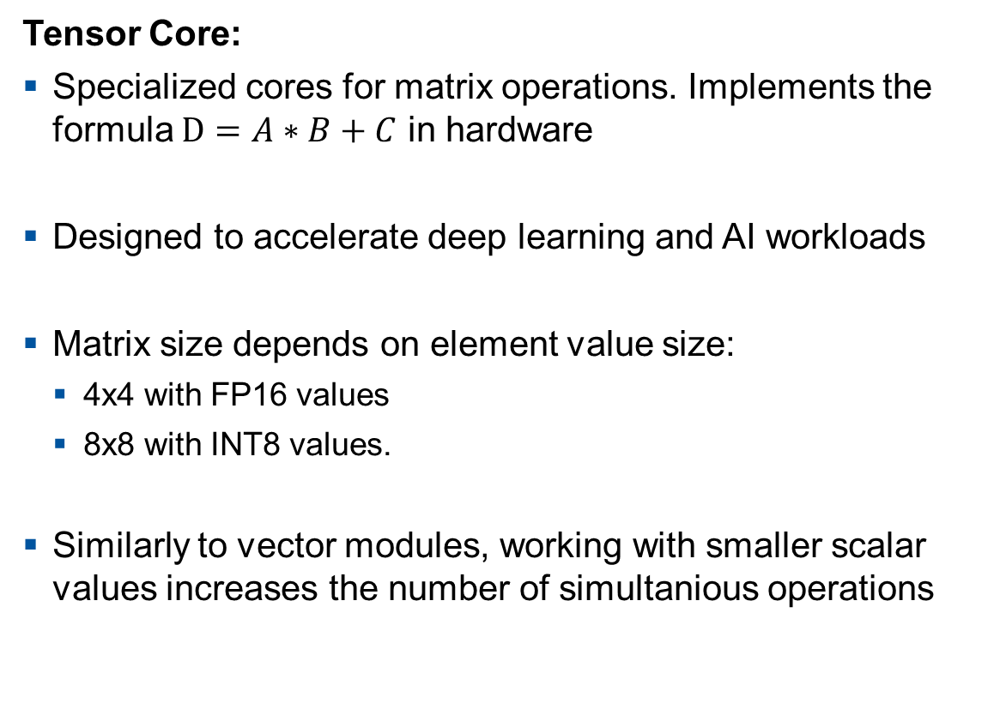 Tensor Core:
▪ Specialized cores for matrix operations. Implements the
formula D = A ∗ B + C in hardware
▪ Designed to accelerate deep learning and AI workloads
▪ Matrix size depends on element value size:
▪ 4x4 with FP16 values
▪ 8x8 with INT8 values.
▪ Similarly to vector modules, working with smaller scalar
values increases the number of simultanious operations